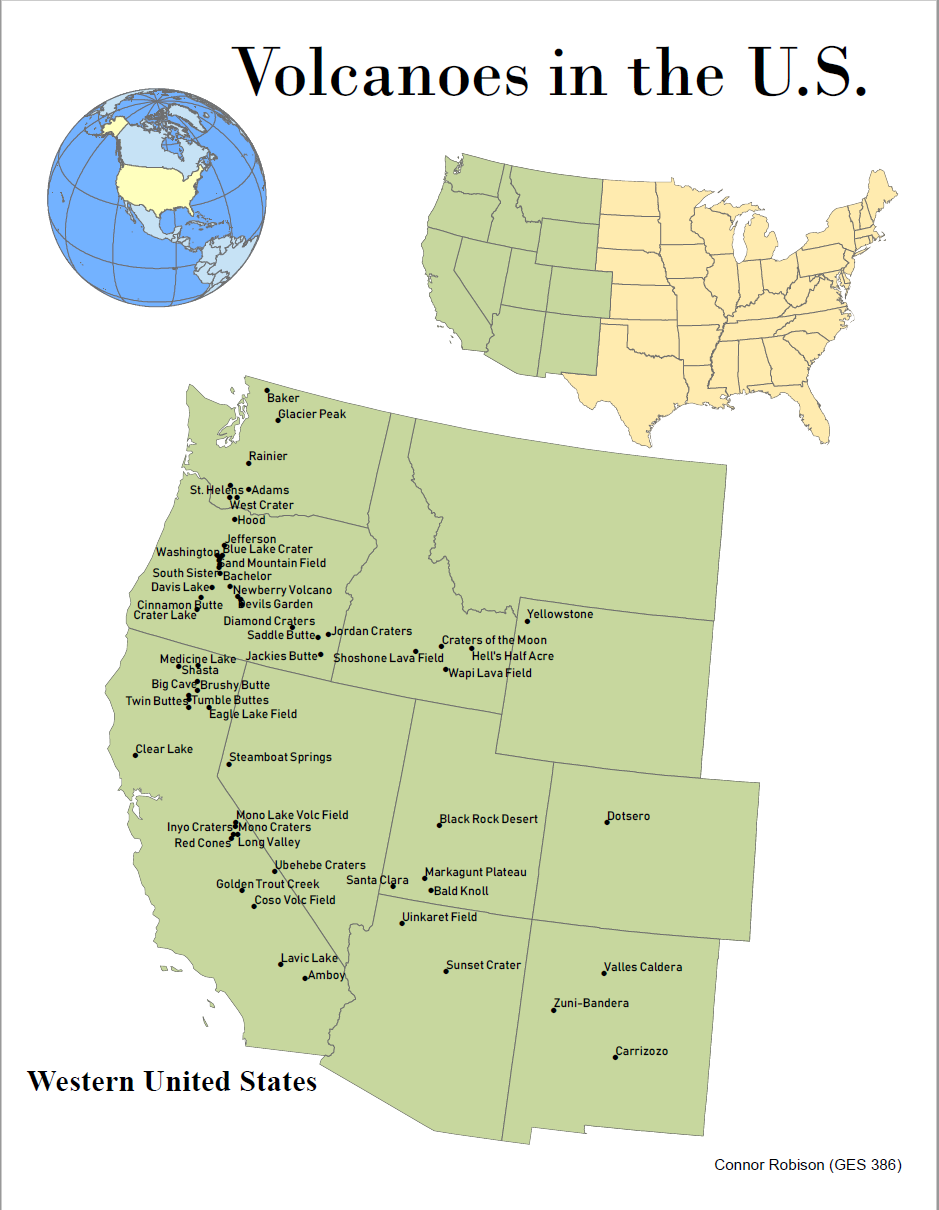 Volcanoes in the U.S.
Baker
Glacier Peak
Rainier
St. Helens
Adams
West Crater
Hood
Jefferson
Washington
Blue Lake Crater
Sand Mountain Field
South Sister
Bachelor
Davis Lake
Newberry Volcano
Cinnamon Butte
Devils Garden
Crater Lake
Diamond Craters
Saddle Butte
Jordan Craters
Jackies Butte
Yellowstone
Craters of the Moon
Shoshone Lava Field
Hell's Half Acre
Wapi Lava Field
Medicine Lake
Shasta
Big Cave
Brushy Butte
Twin Buttes
Tumble Buttes
Eagle Lake Field
Clear Lake
Steamboat Springs
Mono Lake Volc Field
Inyo Craters
Mono Craters
Red Cones
Long Valley
Black Rock Desert
Dotsero
Ubehebe Craters
Santa Clara
Markagunt Plateau
Golden Trout Creek
Bald Knoll
Coso Volc Field
Uinkaret Field
Lavic Lake
Amboy
Sunset Crater
Valles Caldera
Zuni-Bandera
Carrizozo
Western United States
Connor Robison (GES 386)